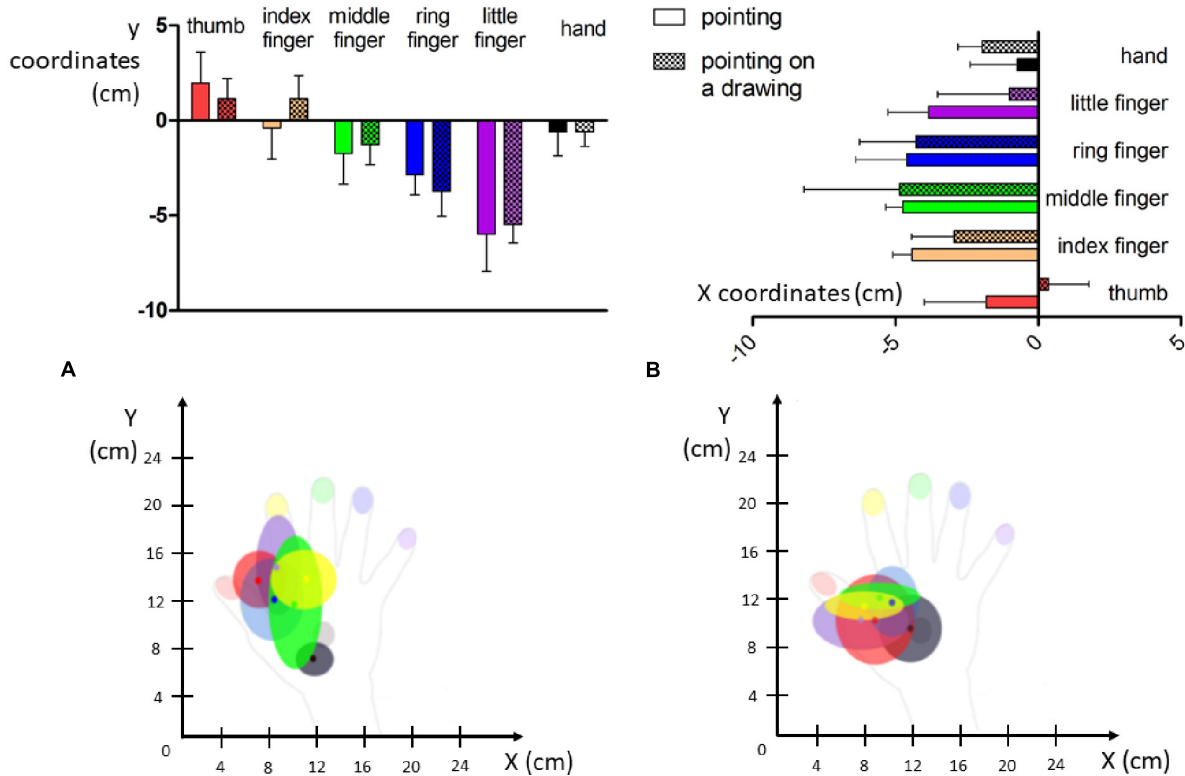 y
coordinates
(cm)
5
0
-5
-10
thumb
index
finger
middle
finger
ring
finger
little
finger
hand
pointing
pointing on
a drawing
hand
little finger
ring finger
middle finger
index finger
thumb
X coordinates (cm)
-10
-5
0
5
A
Y
(cm)
24
20
16
12
8
4
0
4
8
12
16
20
24
X (cm)
B
Y
(cm)
24
20
16
12
8
4
0
4
8
12
16
20
24
X (cm)